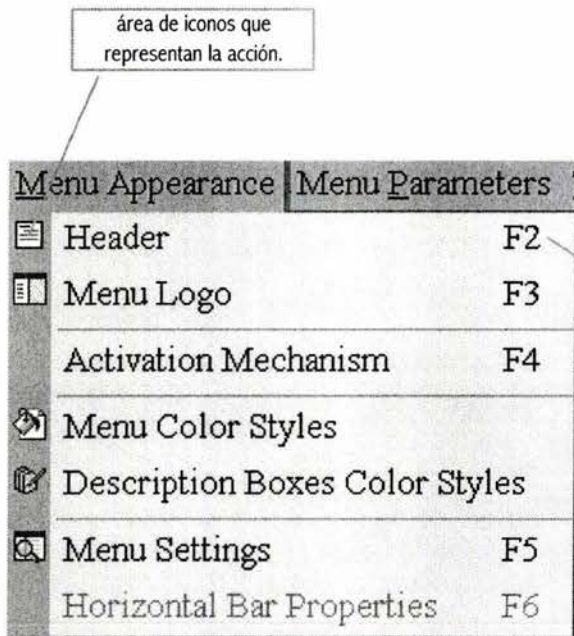 área de iconos que
representan la acción.
Menu Appearance Menu Parameters
Header F2
Menu Logo F3
Activation Mechanism F4
Menu Color Styles
Description Boxes Color Styles
Menu Settings F5
Horizontal Bar Properties F6